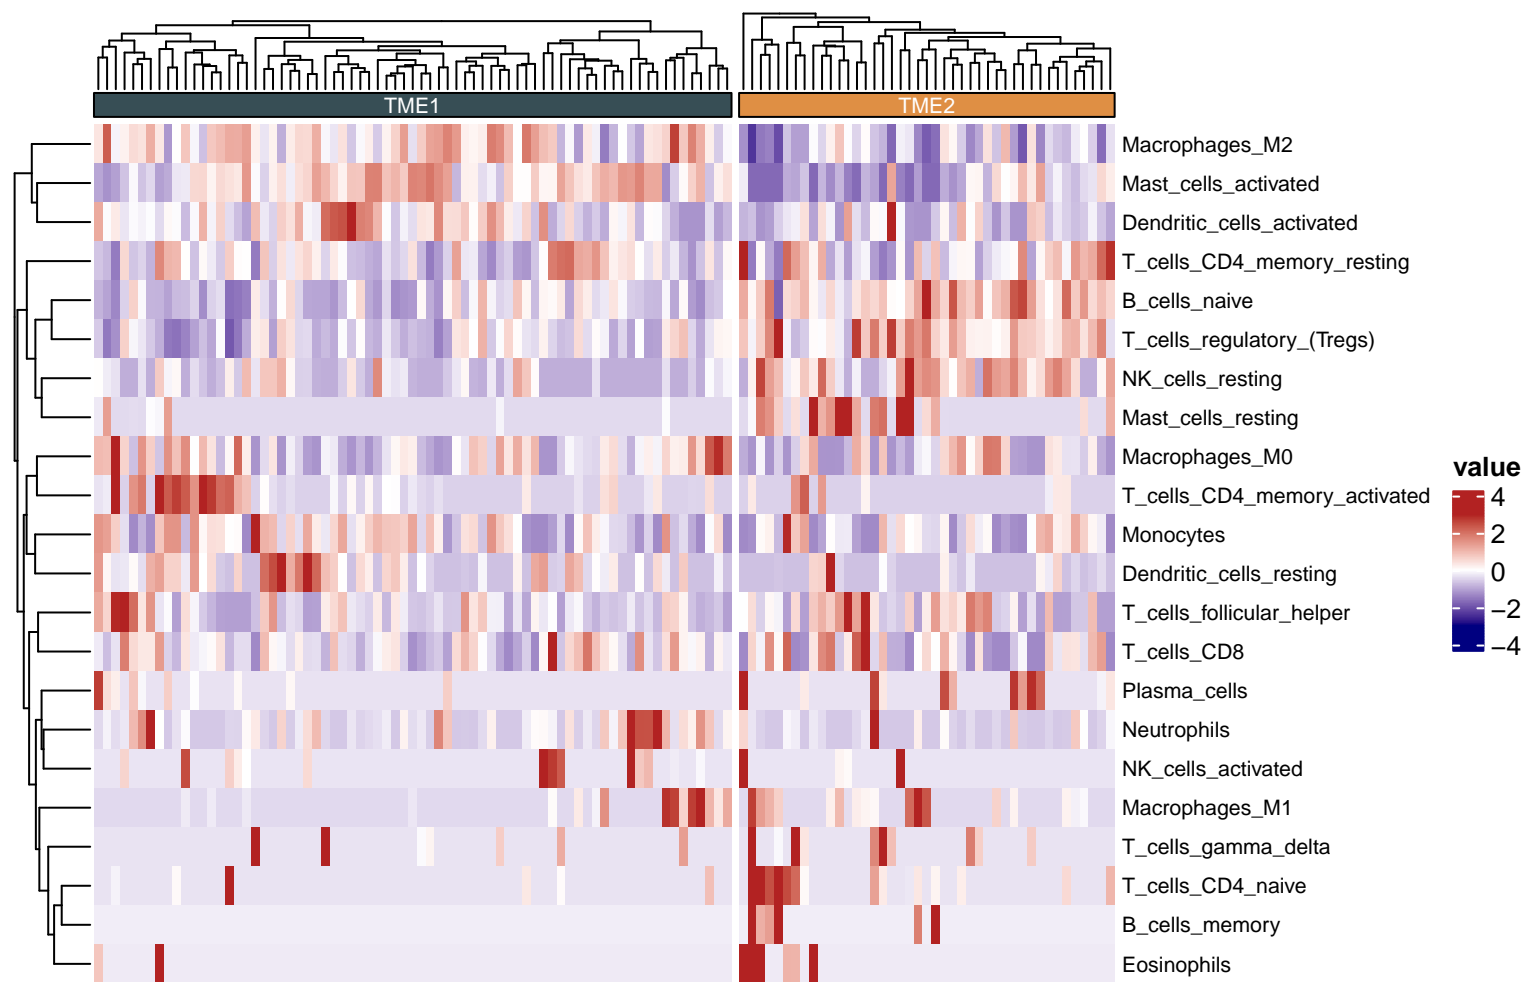 TME1 TME2
Macrophages_M2
Mast_cells_activated
Dendritic_cells_activated
T_cells_CD4_memory_resting
B_cells_naive
T_cells_regulatory_(Tregs)
NK_cells_resting
Mast_cells_resting
Macrophages_M0
T_cells_CD4_memory_activated
Monocytes
Dendritic_cells_resting
T_cells_follicular_helper
T_cells_CD8
Plasma_cells
Neutrophils
NK_cells_activated
Macrophages_M1
T_cells_gamma_delta
T_cells_CD4_naive
B_cells_memory
Eosinophils
value
4
2
0
−2
−4